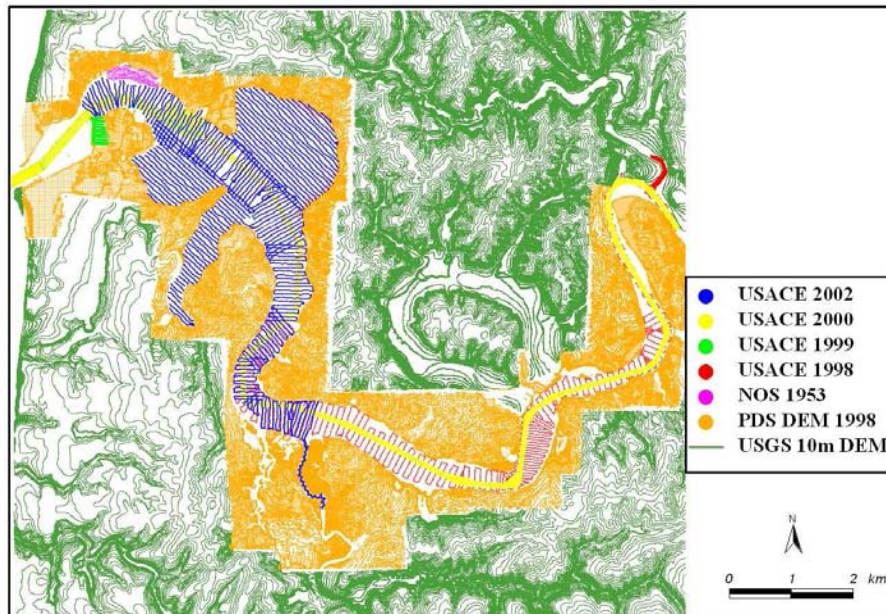 USACE 2002
USACE 2000
USACE 1999
USACE 1998
NOS 1953
PDS DEM 1998
USGS 10m DEM
N
0 1 2 km